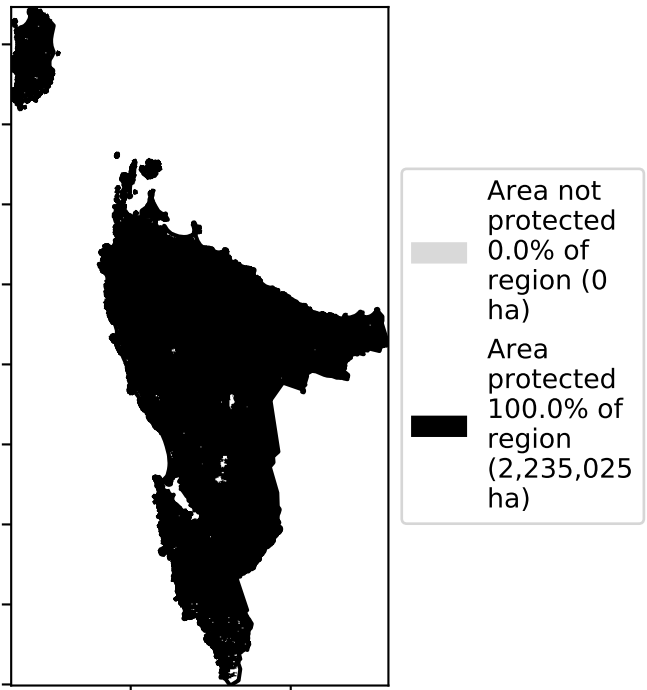 Area not
protected
0.0% of
region (0
ha)
Area
protected
100.0% of
region
(2,235,025
ha)